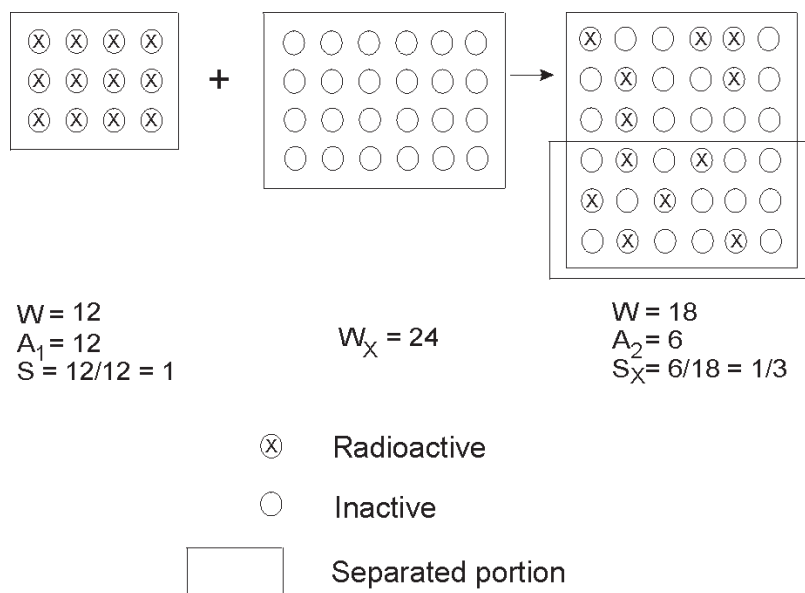 X X X X
X X X X
X X X X
+
X X X
X X
X
X X
X X
X X
W = 12
A₁ = 12
S = 12/12 = 1
Wₓ = 24
W = 18
A₂ = 6
Sₓ= 6/18 = 1/3
X Radioactive
Inactive
Separated portion